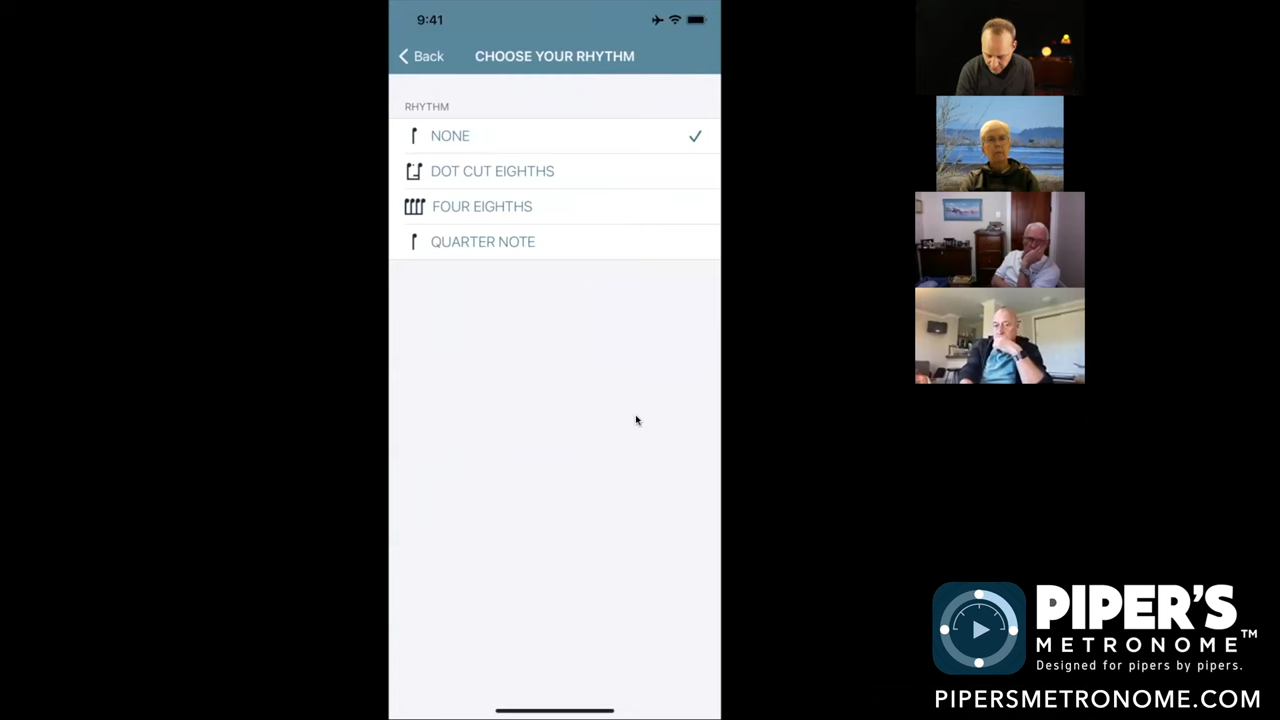 9:41
Back
CHOOSE YOUR RHYTHM
RHYTHM
NONE
DOT CUT EIGHTHS
FOUR EIGHTHS
QUARTER NOTE
PIPER'S
METRONOME™
Designed for pipers by pipers.
PIPERSMETRONOME.COM